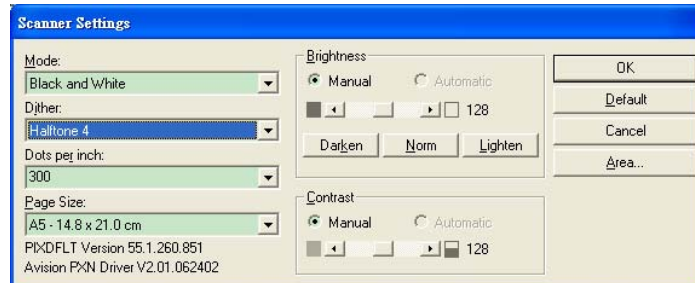 Scanner Settings
Mode:
Black and White
Dither:
Halftone 4
Dots per inch:
300
Page Size:
A5 - 14.8 x 21.0 cm
PIXDFLT Version 55.1.260.851
Avision PXN Driver V2.01.062402
Brightness
Manual Automatic
128
Darken Norm Lighten
Contrast
Manual Automatic
128
OK
Default
Cancel
Area...